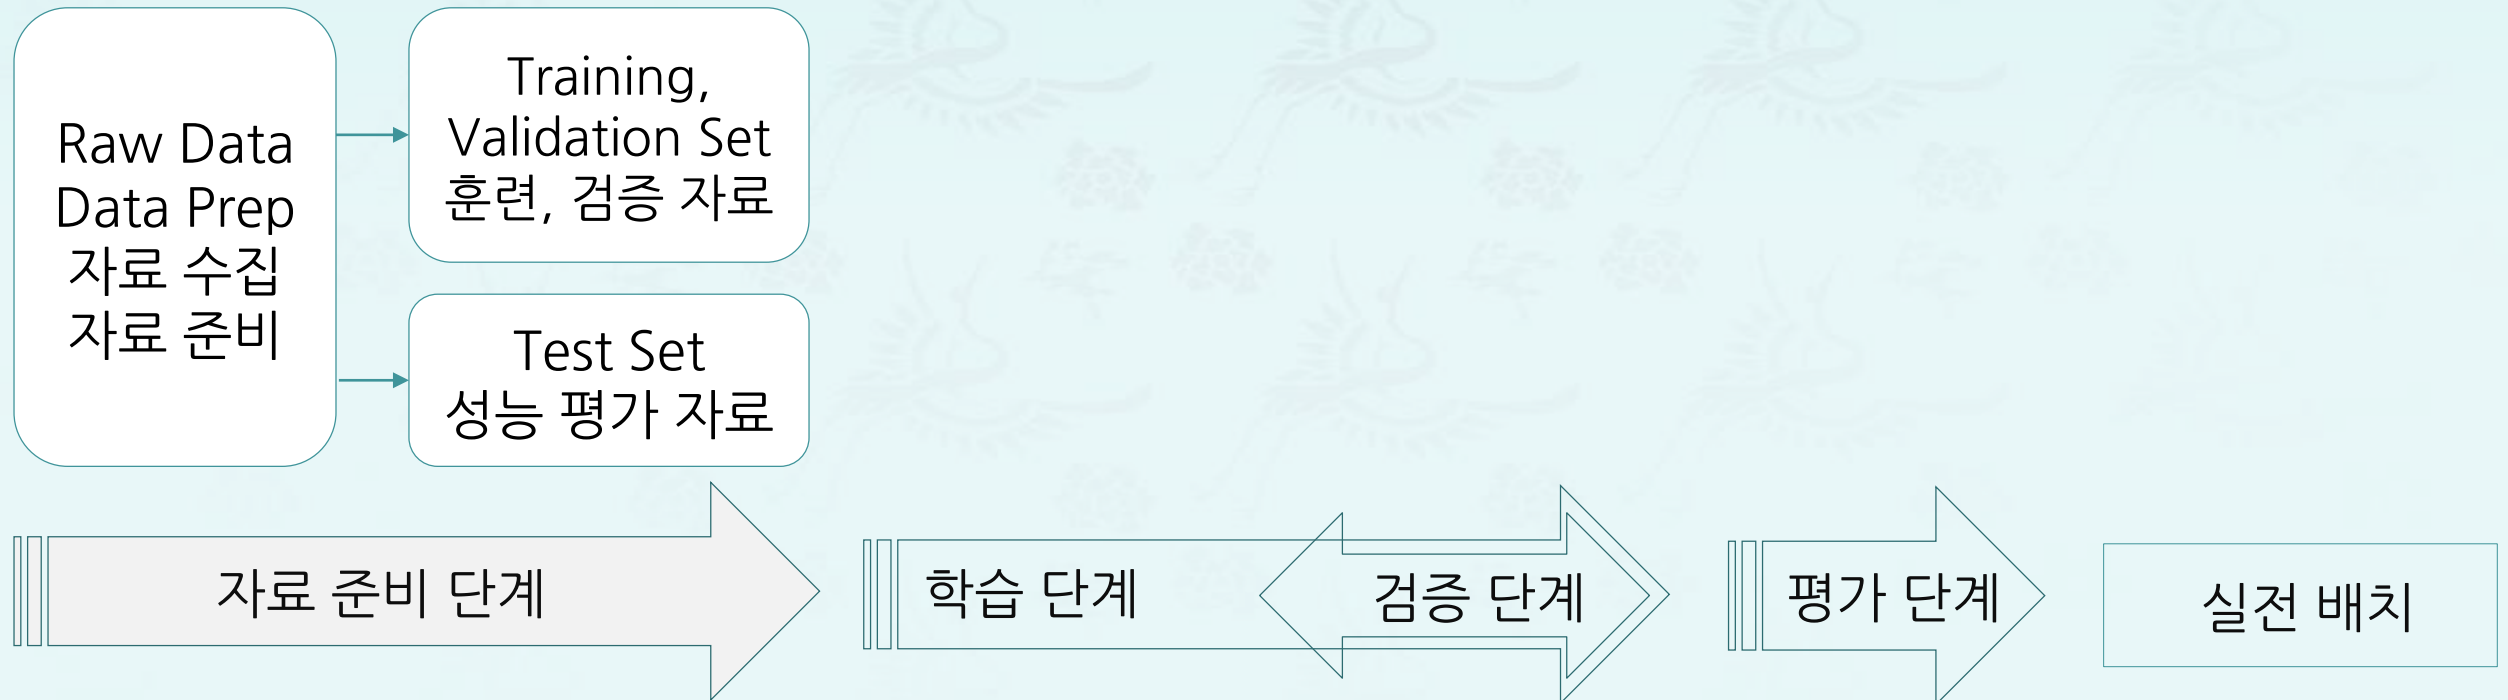 Raw Data
Data Prep
자료 수집
자료 준비
Training,
Validation Set
훈련, 검증 자료
Test Set
성능 평가 자료
자료 준비 단계
학습 단계
검증 단계
평가 단계
실전 배치